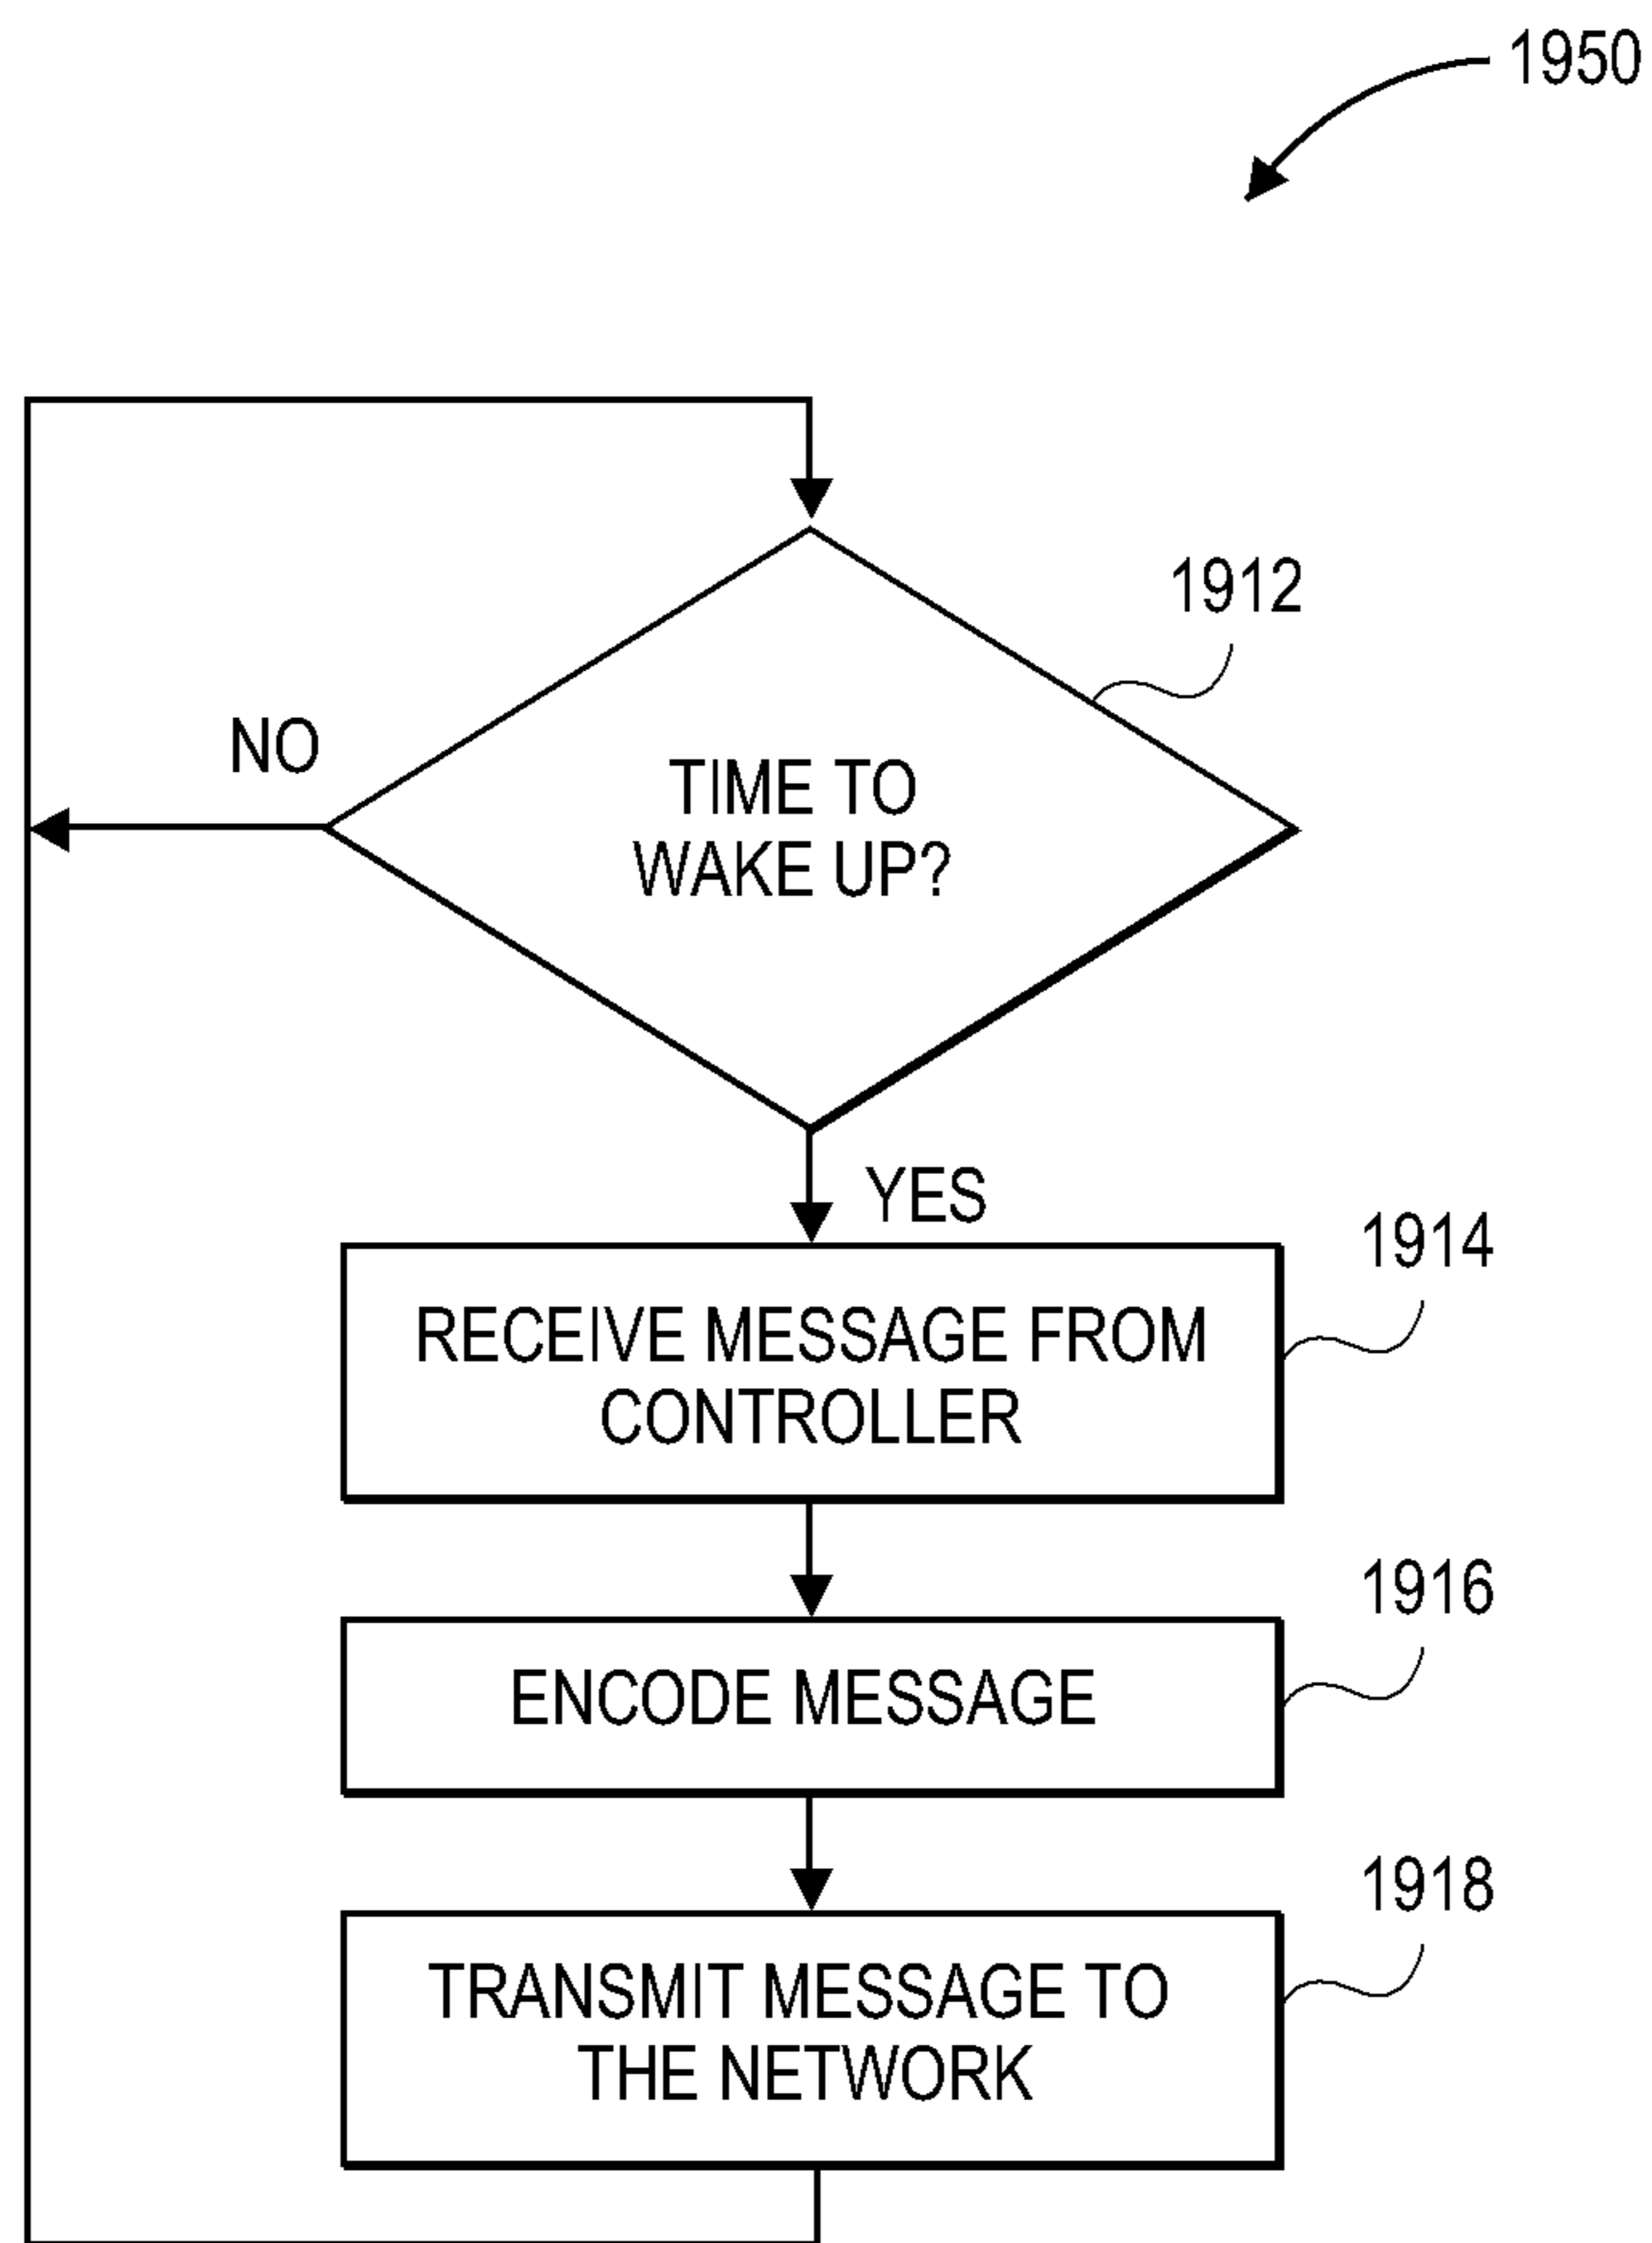 1950
1912
NO
TIME TO
WAKE UP?
YES
1914
RECEIVE MESSAGE FROM
CONTROLLER
1916
ENCODE MESSAGE
1918
TRANSMIT MESSAGE TO
THE NETWORK